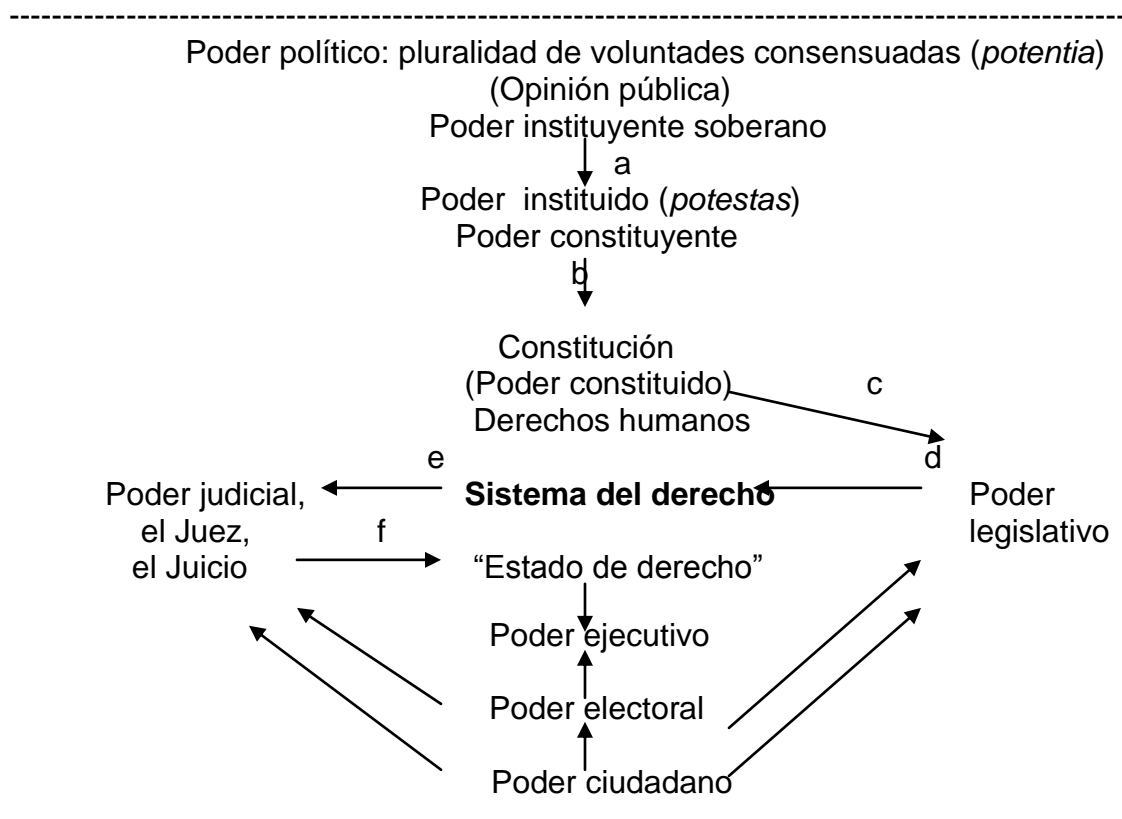 Poder político: pluralidad de voluntades consensuadas (potentia)
(Opinión pública)
Poder instituyente soberano
a
Poder instituido (potestas)
Poder constituyente
b
Constitución
(Poder constituido) c
Derechos humanos
e d
Poder judicial, Sistema del derecho Poder
el Juez, f legislativo
el Juicio “Estado de derecho”
Poder ejecutivo
Poder electoral
Poder ciudadano